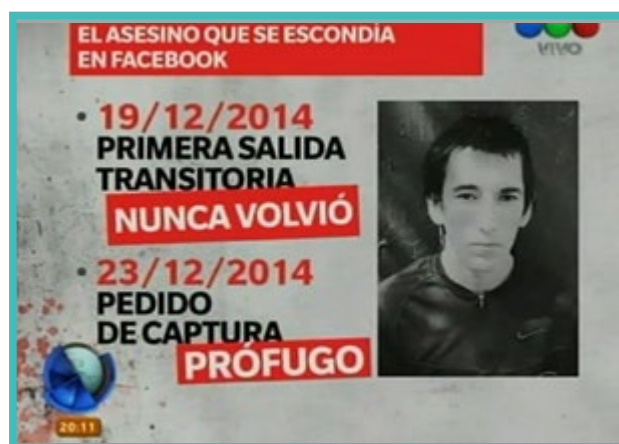 EL ASESINO QUE SE ESCONDÍA
EN FACEBOOK
VIVO
• 19/12/2014
PRIMERA SALIDA
TRANSITORIA
NUNCA VOLVIÓ
• 23/12/2014
PEDIDO
DE CAPTURA
PRÓFUGO
20:11